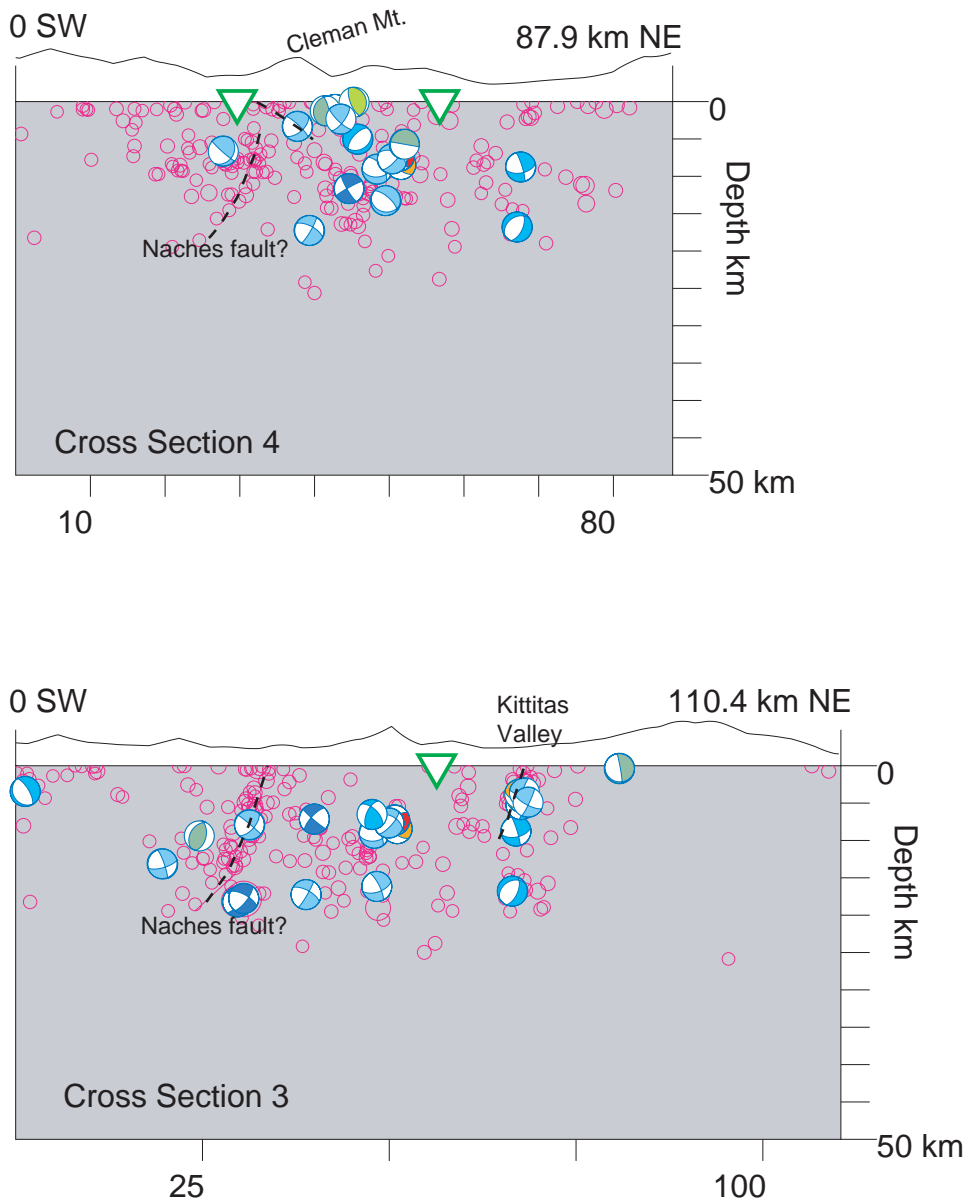 0 SW
Cleman Mt.
87.9 km NE
0
Depth km
Naches fault?
Cross Section 4
50 km
10
80
0 SW
Kittitas
Valley
110.4 km NE
0
Depth km
Naches fault?
Cross Section 3
50 km
25
100